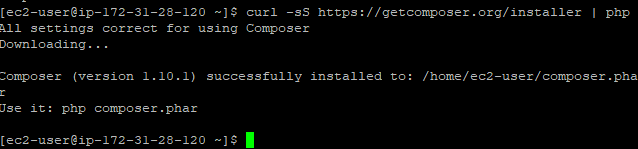 [ec2-user@ip-172-31-28-120 ~]$ curl -sS https://getcomposer.org/installer | php
All settings correct for using Composer
Downloading...
Composer (version 1.10.1) successfully installed to: /home/ec2-user/composer.pha
r
Use it: php composer.phar
[ec2-user@ip-172-31-28-120 ~]$